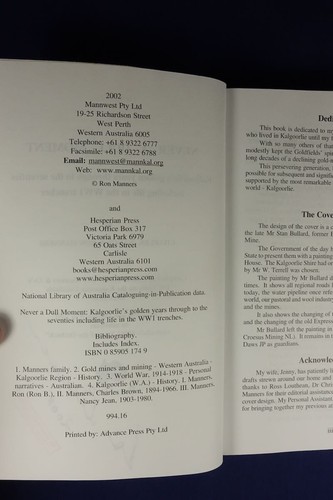 2002
Mannwest Pty Ltd
19-25 Richardson Street
West Perth
Western Australia 6005
Telephone: +61 8 9322 6777
Facsimile: +61 8 9322 6788
Email: mannwest@mannkal.org
Web: www.mannkal.org
© Ron Manners
and
Hesperian Press
Post Office Box 317
Victoria Park 6979
65 Oats Street
Carlisle
Western Australia 6101
books@hesperianpress.com
www.hesperianpress.com
National Library of Australia Cataloguing-in-Publication data.
Never a Dull Moment: Kalgoorlie's golden years through to the
seventies including life in the WW1 trenches.
Bibliography.
Includes Index.
ISBN 0 85905 174 9
1. Manners family. 2. Gold mines and mining - Western Australia -
Kalgoorlie Region - History. 3. World War, 1914-1918 - Personal
narratives - Australian. 4. Kalgoorlie (W.A.) - History. I. Manners,
Ron (Ron B.), II. Manners, Charles Brown, 1894-1966. III. Manners,
Nancy Jean, 1903-1980.
994.16
Printed by: Advance Press Pty Ltd
Dedi
This book is dedicated to my
who lived in Kalgoorlie until my
With so many others of that
modestly kept the Goldfields'
long decades of a declining gold
This persevering generation,
possible for subsequent and signific
supported by the most remarkable
world - Kalgoorlie.
The Cove
The design of the cover is a
the late Mr Stan Bullard, former
Mine.
The Government of the day
State to present them with a painting
House. The Kalgoorlie Shire had
by Mr W. Terrell was chosen.
The painting by Mr Bullard
times. It shows all regional roads
today, the water pipeline once
world, our pastoral and wool
and the mines.
It also shows the changing of
and the changing of the old Express
Mr Bullard left the painting in
Croesus Mining NL). It remains in
Daws JP as guardians.
Acknow
My wife, Jenny, has patiently
drafts strewn around our home and
thanks to Ross Louthean, Dr
Manners for their editorial assistance
cover design. My Personal Assistant
for bringing together my previous